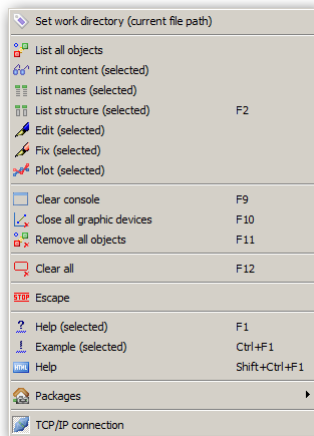 Set work directory (current file path)
List all objects
Print content (selected)
List names (selected)
List structure (selected) F2
Edit (selected)
Fix (selected)
Plot (selected)
Clear console F9
Close all graphic devices F10
Remove all objects F11
Clear all F12
STOP Escape
? Help (selected) F1
! Example (selected) Ctrl+F1
HTML Help Shift+Ctrl+F1
Packages
TCP/IP connection